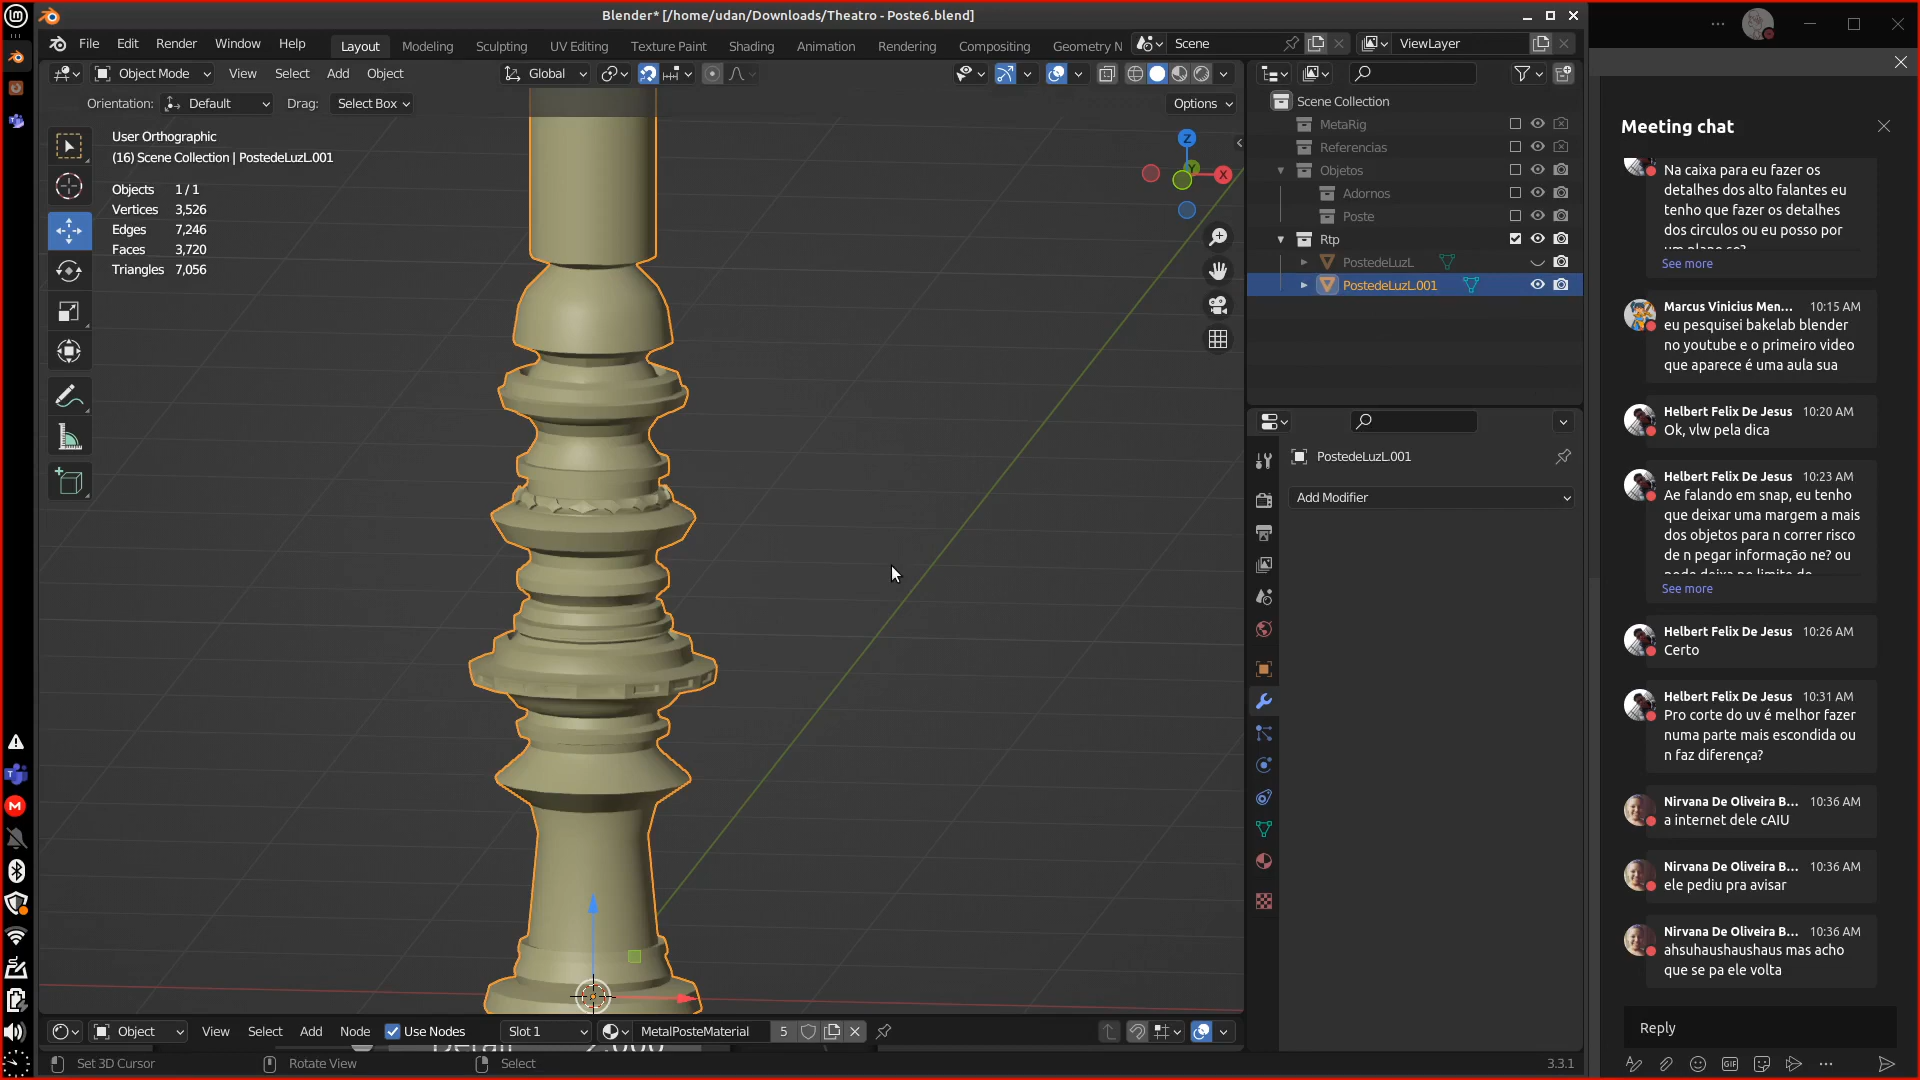 Blender* [/home/udan/Downloads/Theatro - Poste6.blend]
File Edit Render Window Help
Layout Modeling Sculpting UV Editing Texture Paint Shading Animation Rendering Compositing Geometry N
Scene
ViewLayer
Object Mode View Select Add Object
Global
Orientation: Default Drag: Select Box
Options
User Orthographic
(16) Scene Collection | PostedeLuzL.001
Objects 1 / 1
Vertices 3,526
Edges 7,246
Faces 3,720
Triangles 7,056
Z
Y
X
Scene Collection
MetaRig
Referencias
Objetos
Adornos
Poste
Rtp
PostedeLuzL
PostedeLuzL.001
PostedeLuzL.001
Add Modifier
Object View Select Add Node Use Nodes Slot 1 MetalPosteMaterial 5
Set 3D Cursor Rotate View Select
3.3.1
Meeting chat
Na caixa para eu fazer os
detalhes dos alto falantes eu
tenho que fazer os detalhes
dos circulos ou eu posso por
um plano so?
See more
Marcus Vinicius Men... 10:15 AM
eu pesquisei bakelab blender
no youtube e o primeiro video
que aparece é uma aula sua
Helbert Felix De Jesus 10:20 AM
Ok, vlw pela dica
Helbert Felix De Jesus 10:23 AM
Ae falando em snap, eu tenho
que deixar uma margem a mais
dos objetos para n correr risco
de n pegar informação ne? ou
pode deixa no limite do
See more
Helbert Felix De Jesus 10:26 AM
Certo
Helbert Felix De Jesus 10:31 AM
Pro corte do uv é melhor fazer
numa parte mais escondida ou
n faz diferença?
Nirvana De Oliveira B... 10:36 AM
a internet dele cAIU
Nirvana De Oliveira B... 10:36 AM
ele pediu pra avisar
Nirvana De Oliveira B... 10:36 AM
ahsuhaushaushaus mas acho
que se pa ele volta
Reply
GIF